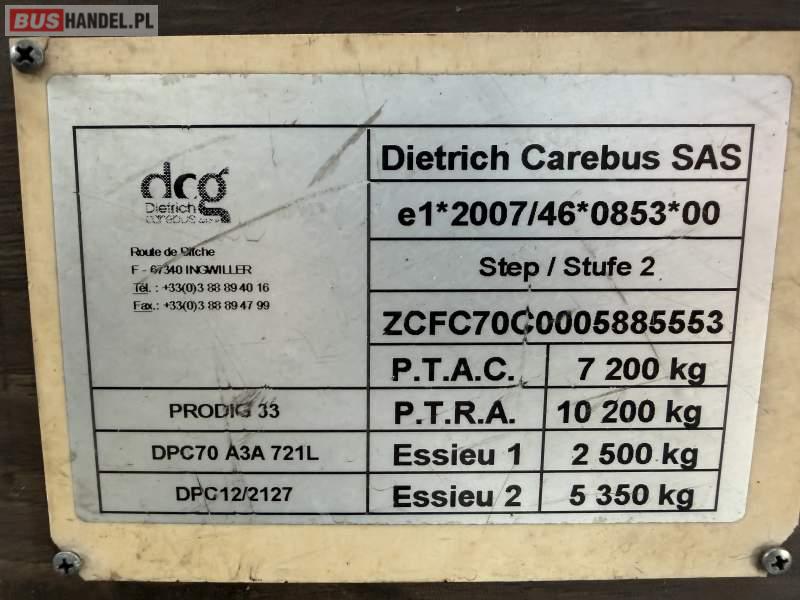 BUSHANDEL.PL
dcg
Dietrich
carebus
Route de Bitche
F - 67340 INGWILLER
Tél. : +33(0)3 88 89 40 16
Fax.: +33(0)3 88 89 47 99
Dietrich Carebus SAS
e1*2007/46*0853*00
Step / Stufe 2
ZCFC70C0005885553
P.T.A.C. 7 200 kg
PRODIG 33 P.T.R.A. 10 200 kg
DPC70 A3A 721L Essieu 1 2 500 kg
DPC12/2127 Essieu 2 5 350 kg